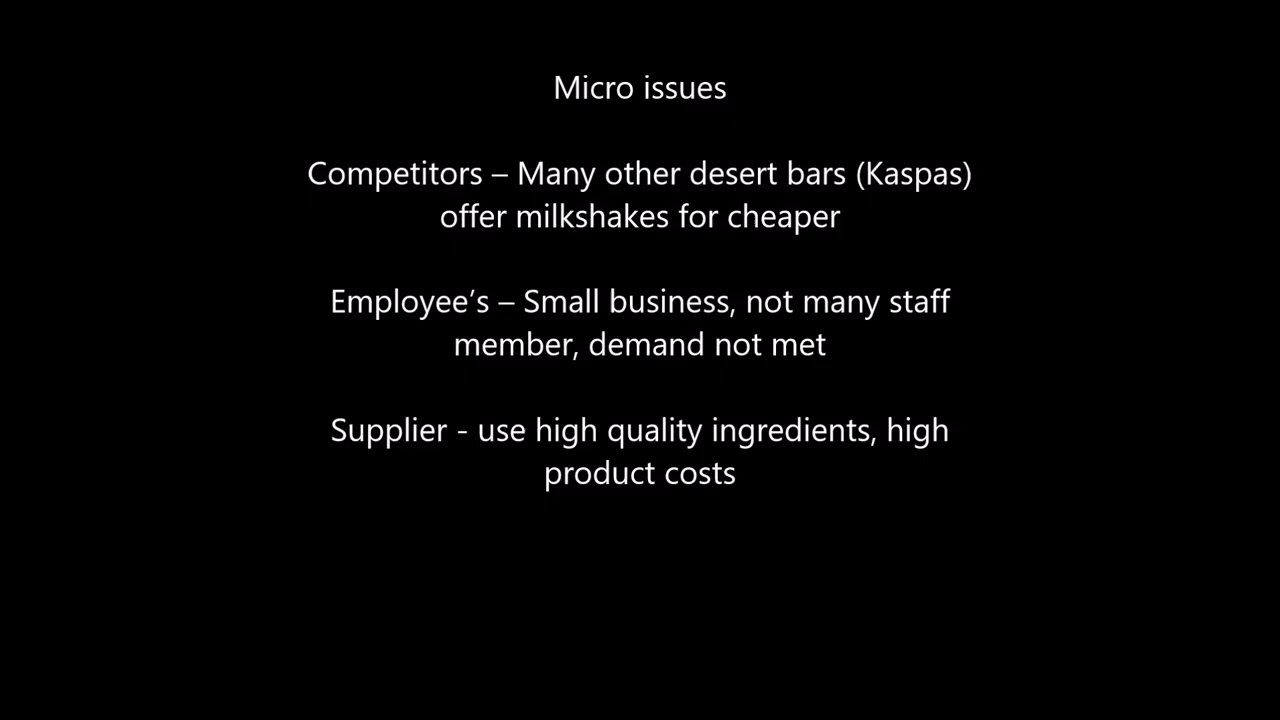 Micro issues
Competitors – Many other desert bars (Kaspas)
offer milkshakes for cheaper
Employee’s – Small business, not many staff
member, demand not met
Supplier - use high quality ingredients, high
product costs